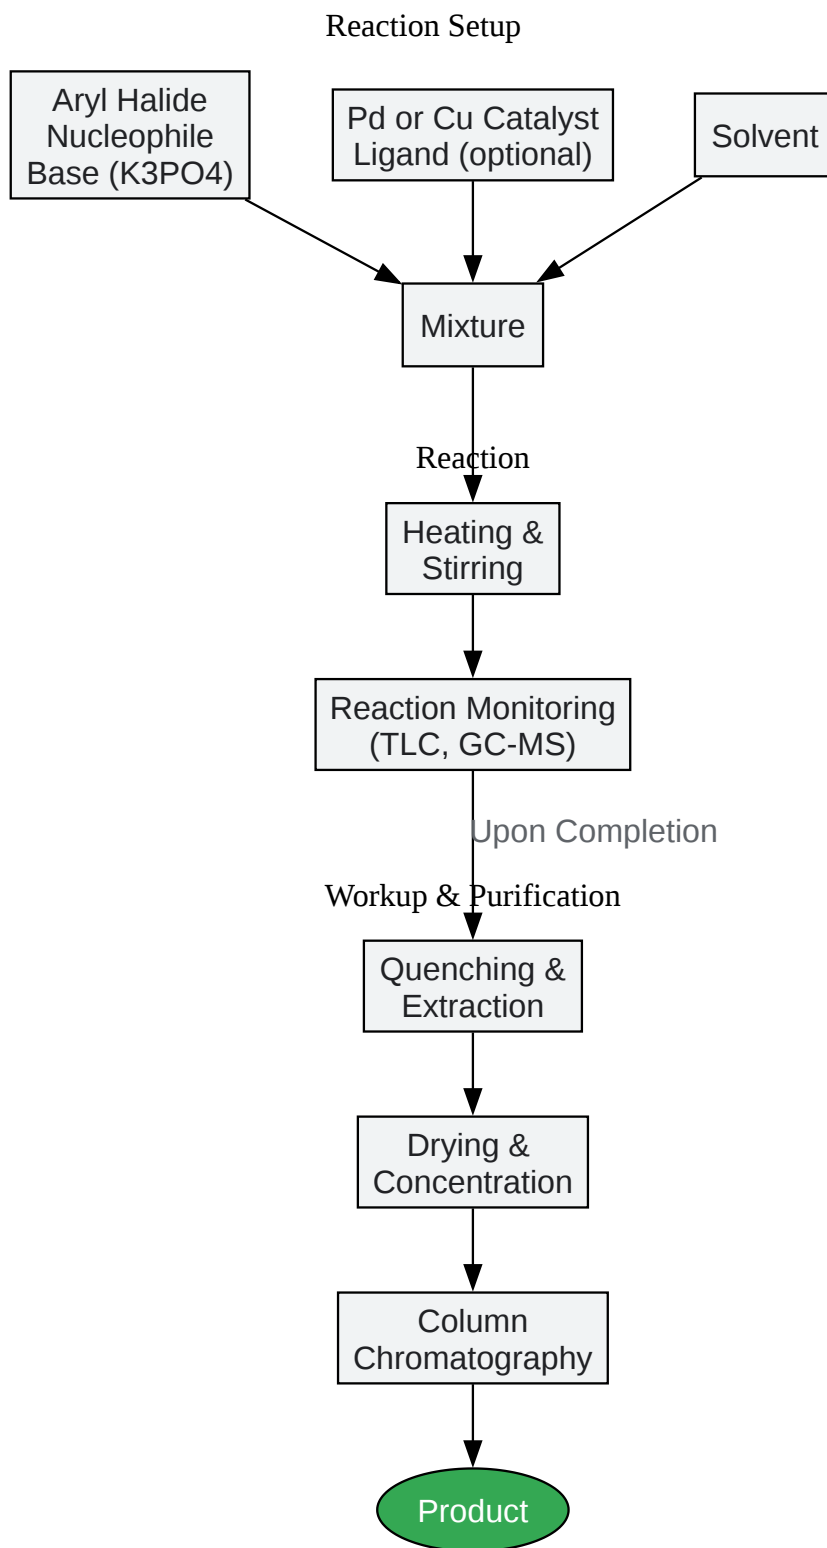 Reaction Setup
Aryl Halide
Nucleophile
Base (K3PO4)
Pd or Cu Catalyst
Ligand (optional)
Solvent
Mixture
Reaction
Heating &
Stirring
Reaction Monitoring
(TLC, GC-MS)
Upon Completion
Workup & Purification
Quenching &
Extraction
Drying &
Concentration
Column
Chromatography
Product